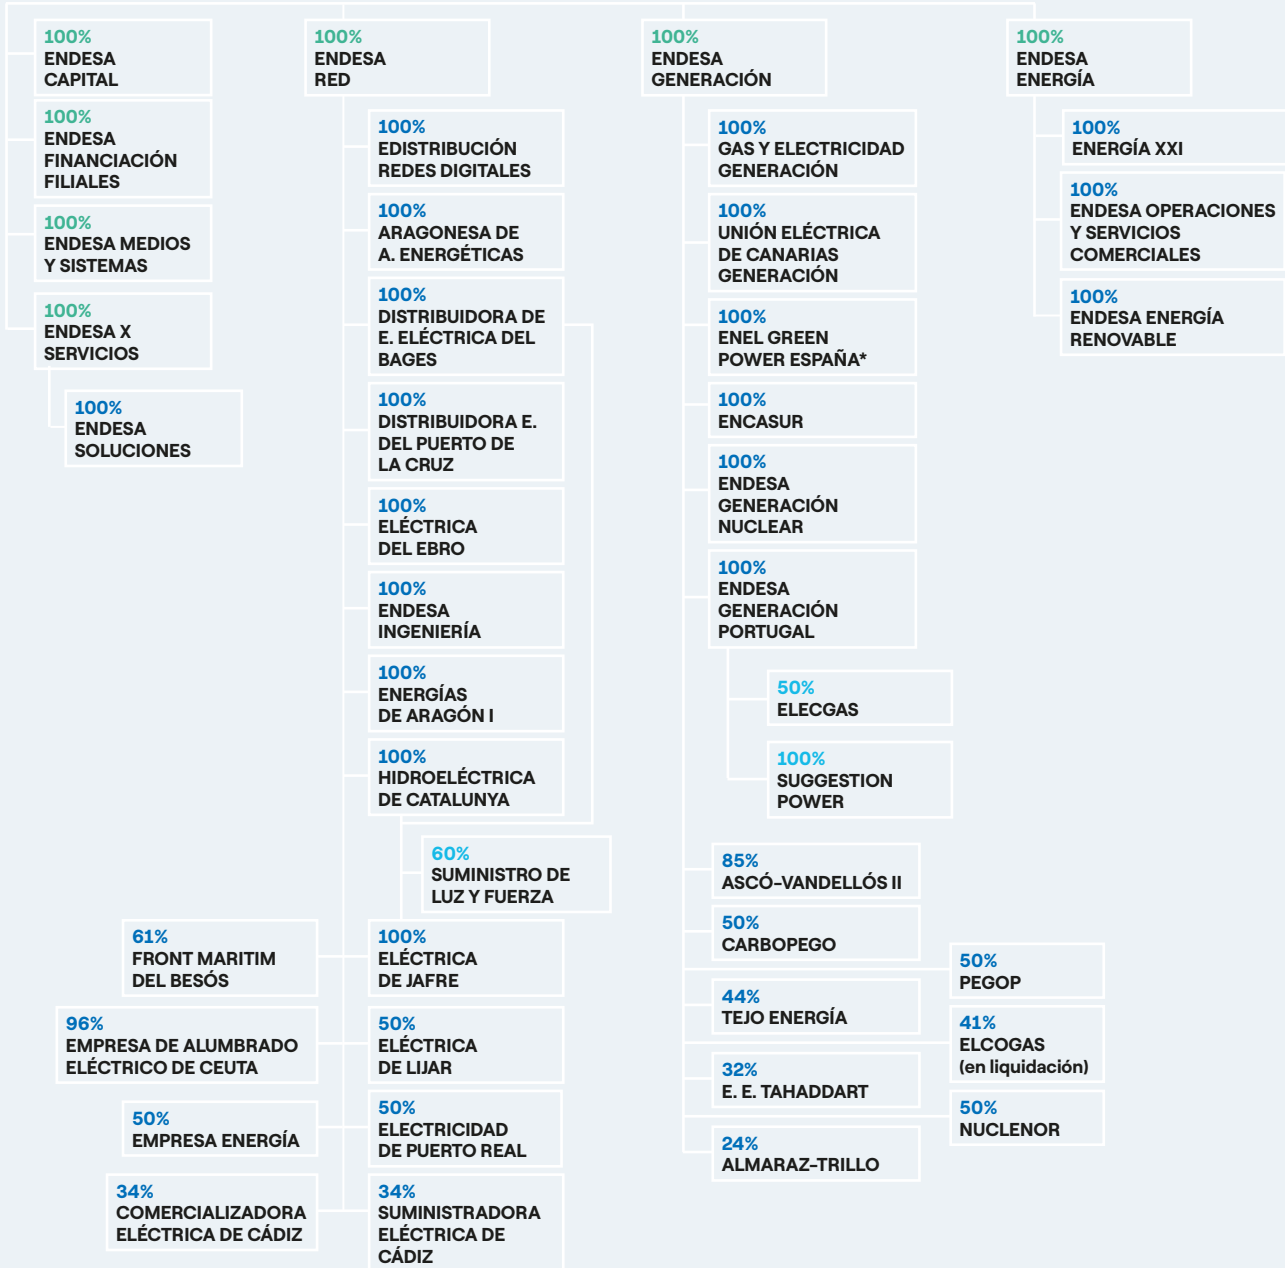 100%
ENDESA
CAPITAL
100%
ENDESA
FINANCIACIÓN
FILIALES
100%
ENDESA MEDIOS
Y SISTEMAS
100%
ENDESA X
SERVICIOS
100%
ENDESA
SOLUCIONES
100%
ENDESA
RED
100%
EDISTRIBUCIÓN
REDES DIGITALES
100%
ARAGONESA DE
A. ENERGÉTICAS
100%
DISTRIBUIDORA DE
E. ELÉCTRICA DEL
BAGES
100%
DISTRIBUIDORA E.
DEL PUERTO DE
LA CRUZ
100%
ELÉCTRICA
DEL EBRO
100%
ENDESA
INGENIERÍA
100%
ENERGÍAS
DE ARAGÓN I
100%
HIDROELÉCTRICA
DE CATALUNYA
60%
SUMINISTRO DE
LUZ Y FUERZA
61%
FRONT MARITIM
DEL BESÓS
100%
ELÉCTRICA
DE JAFRE
96%
EMPRESA DE ALUMBRADO
ELÉCTRICO DE CEUTA
50%
ELÉCTRICA
DE LIJAR
50%
EMPRESA ENERGÍA
50%
ELECTRICIDAD
DE PUERTO REAL
34%
COMERCIALIZADORA
ELÉCTRICA DE CÁDIZ
34%
SUMINISTRADORA
ELÉCTRICA DE
CÁDIZ
100%
ENDESA
GENERACIÓN
100%
GAS Y ELECTRICIDAD
GENERACIÓN
100%
UNIÓN ELÉCTRICA
DE CANARIAS
GENERACIÓN
100%
ENEL GREEN
POWER ESPAÑA*
100%
ENCASUR
100%
ENDESA
GENERACIÓN
NUCLEAR
100%
ENDESA
GENERACIÓN
PORTUGAL
50%
ELECGAS
100%
SUGGESTION
POWER
85%
ASCÓ-VANDELLÓS II
50%
CARBOPEGO
50%
PEGOP
44%
TEJO ENERGÍA
41%
ELCOGAS
(en liquidación)
32%
E. E. TAHADDART
50%
NUCLENOR
24%
ALMARAZ-TRILLO
100%
ENDESA
ENERGÍA
100%
ENERGÍA XXI
100%
ENDESA OPERACIONES
Y SERVICIOS
COMERCIALES
100%
ENDESA ENERGÍA
RENOVABLE